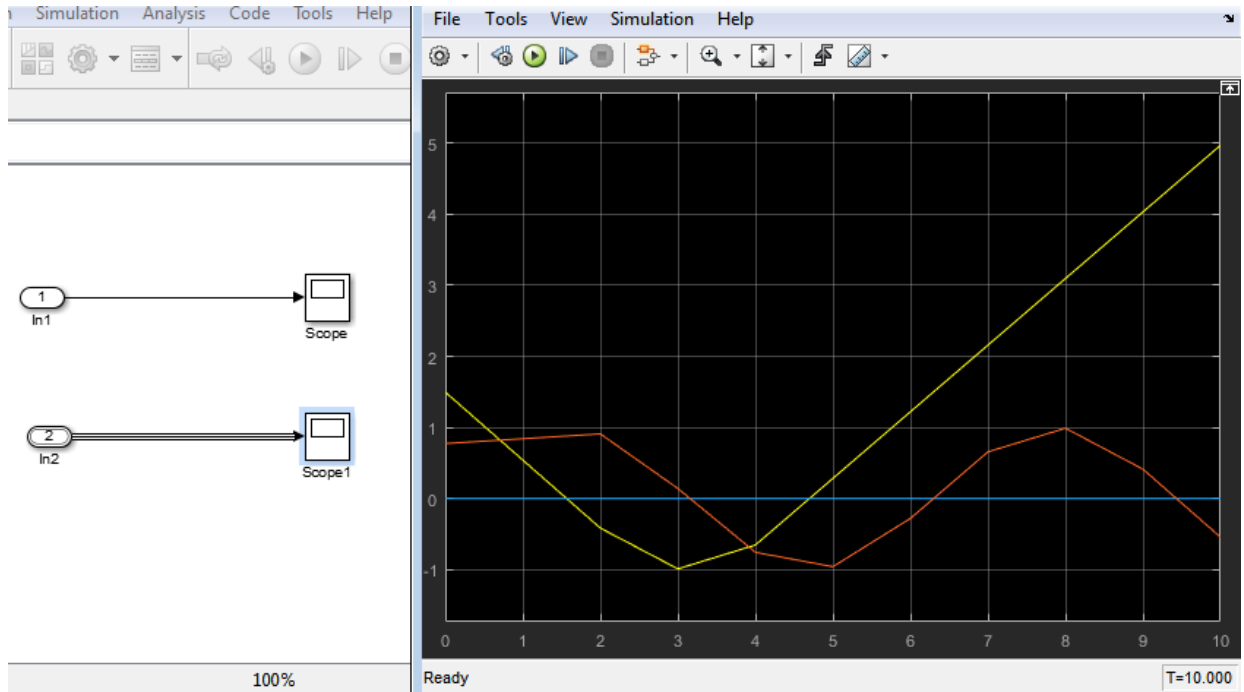 Simulation Analysis Code Tools Help
1
In1
Scope
2
In2
Scope1
100%
File Tools View Simulation Help
5
4
3
2
1
0
-1
0 1 2 3 4 5 6 7 8 9 10
Ready T=10.000